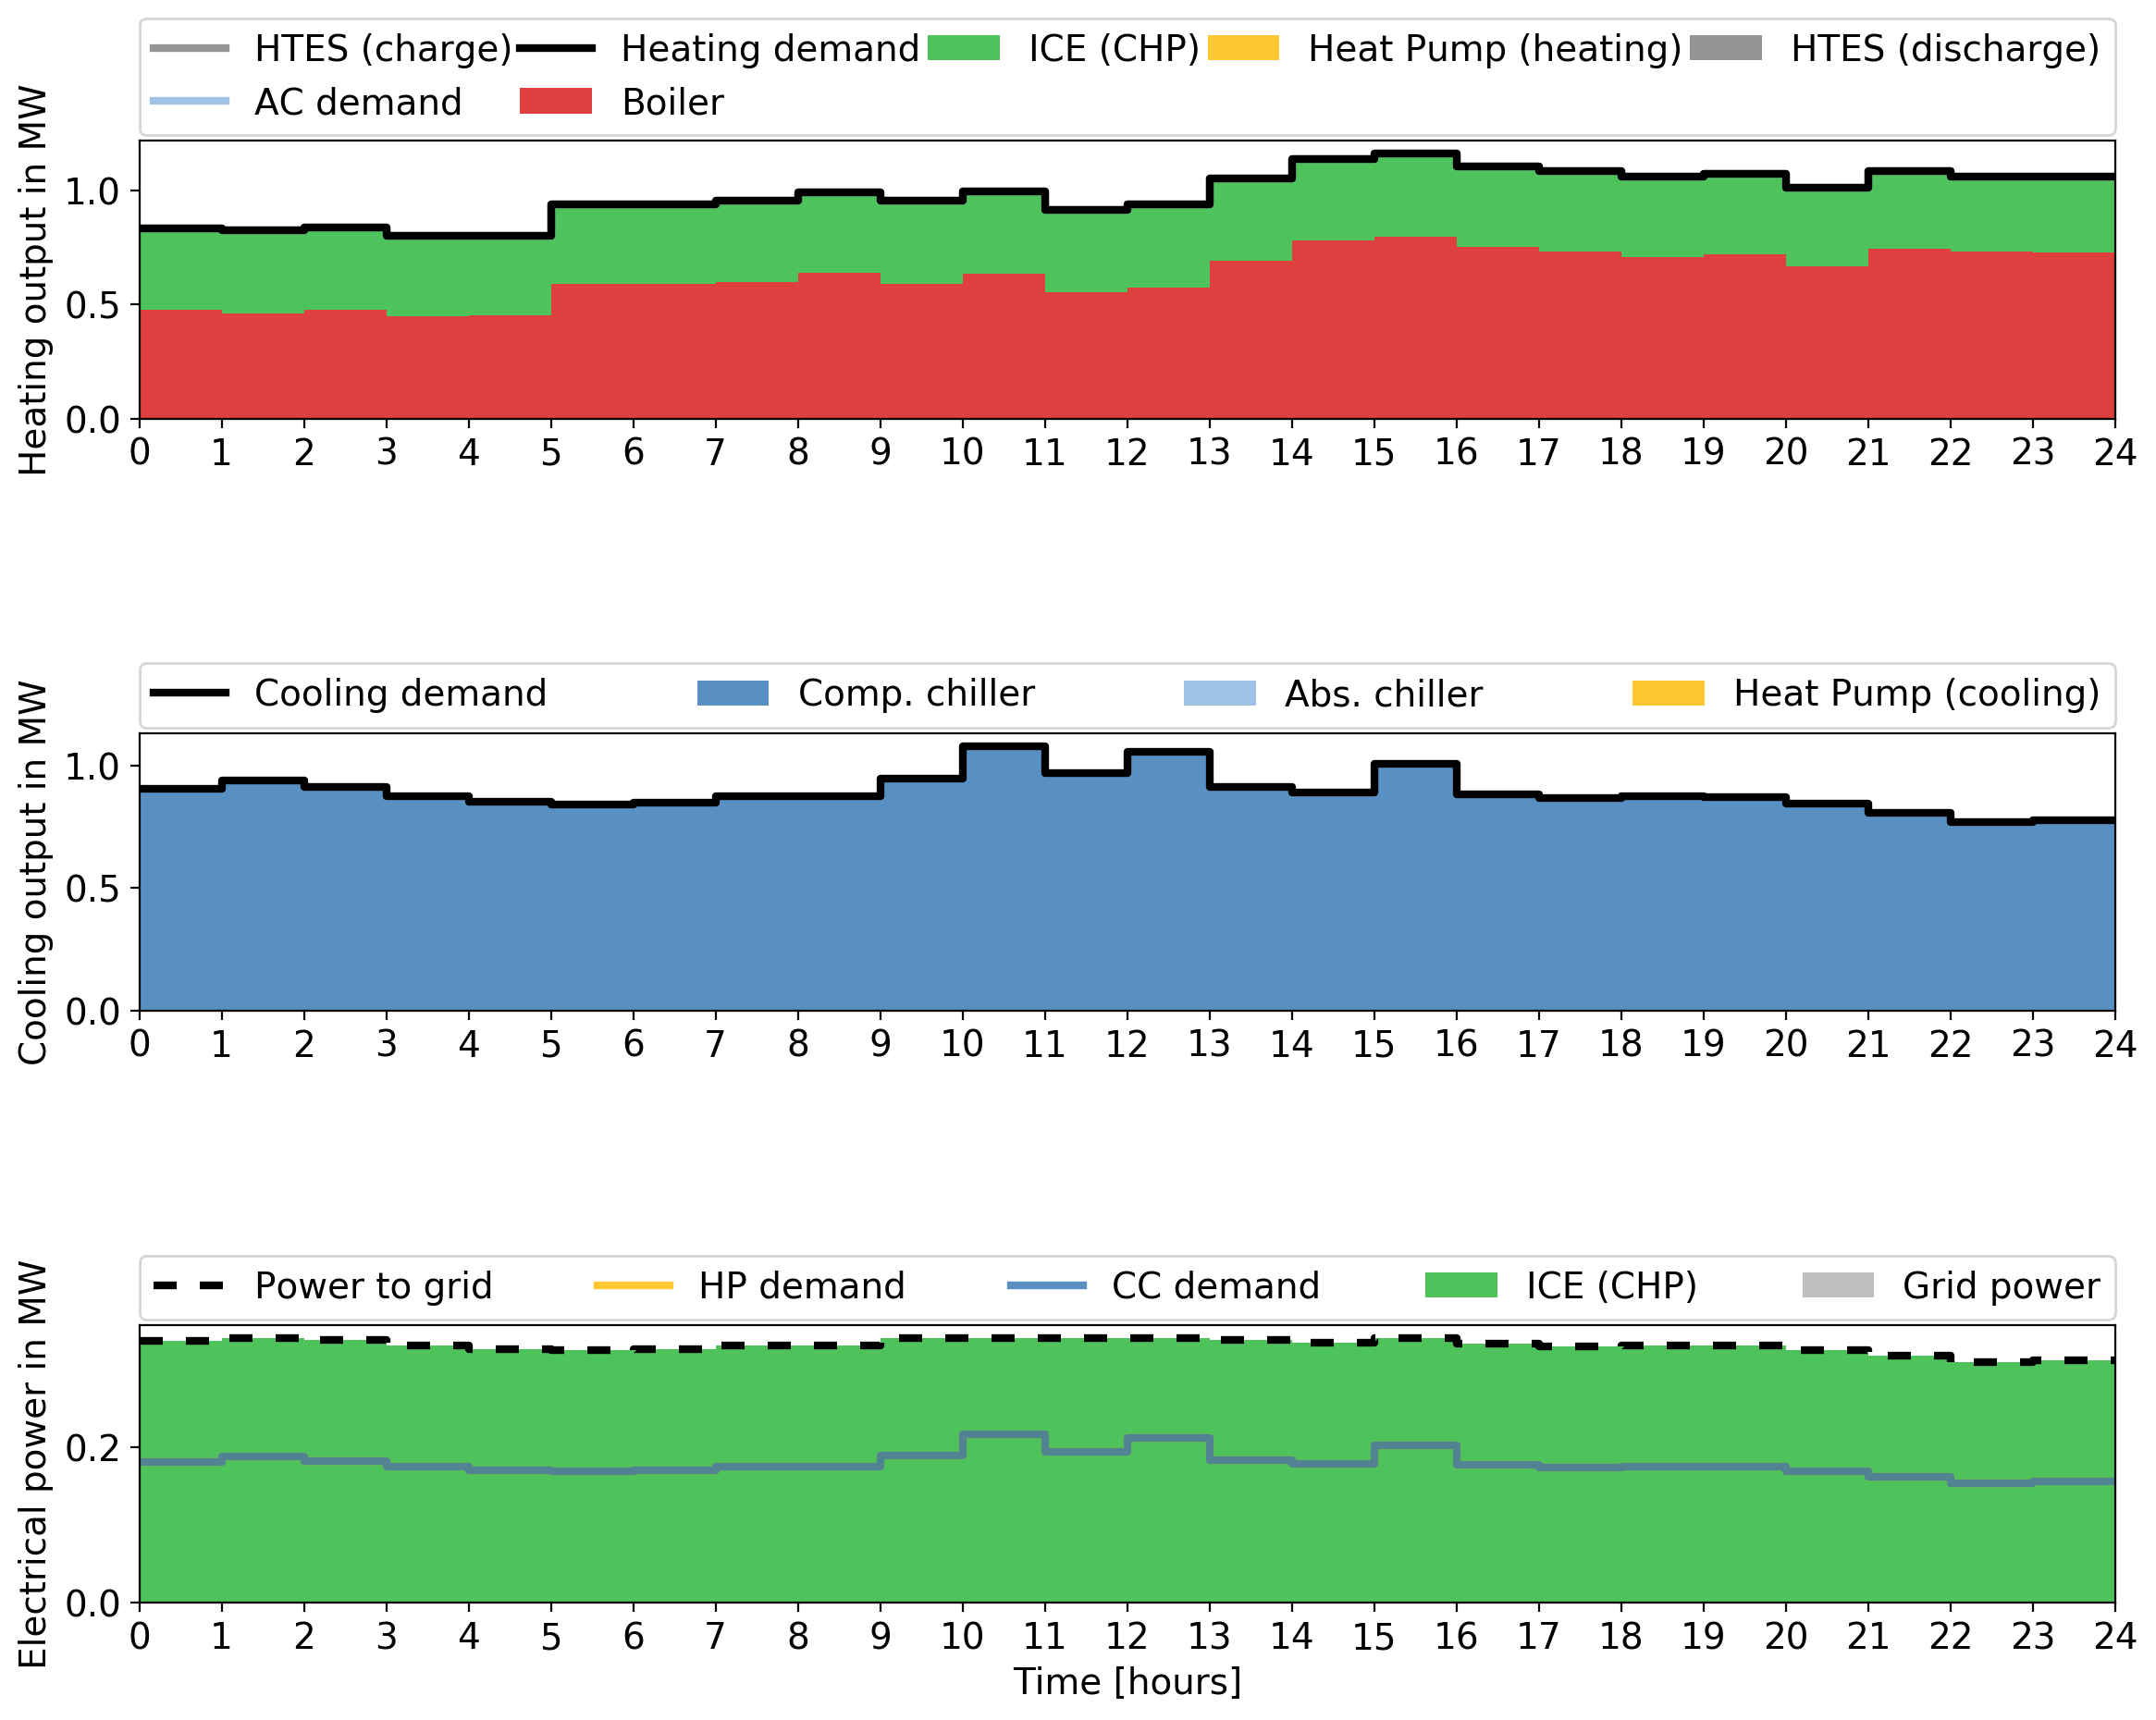 HTES (charge) Heating demand ICE (CHP) Heat Pump (heating) HTES (discharge)
AC demand Boiler
Heating output in MW
1.0
0.5
0.0
0 1 2 3 4 5 6 7 8 9 10 11 12 13 14 15 16 17 18 19 20 21 22 23 24
Cooling demand Comp. chiller Abs. chiller Heat Pump (cooling)
Cooling output in MW
1.0
0.5
0.0
0 1 2 3 4 5 6 7 8 9 10 11 12 13 14 15 16 17 18 19 20 21 22 23 24
Power to grid HP demand CC demand ICE (CHP) Grid power
Electrical power in MW
0.2
0.0
0 1 2 3 4 5 6 7 8 9 10 11 12 13 14 15 16 17 18 19 20 21 22 23 24
Time [hours]